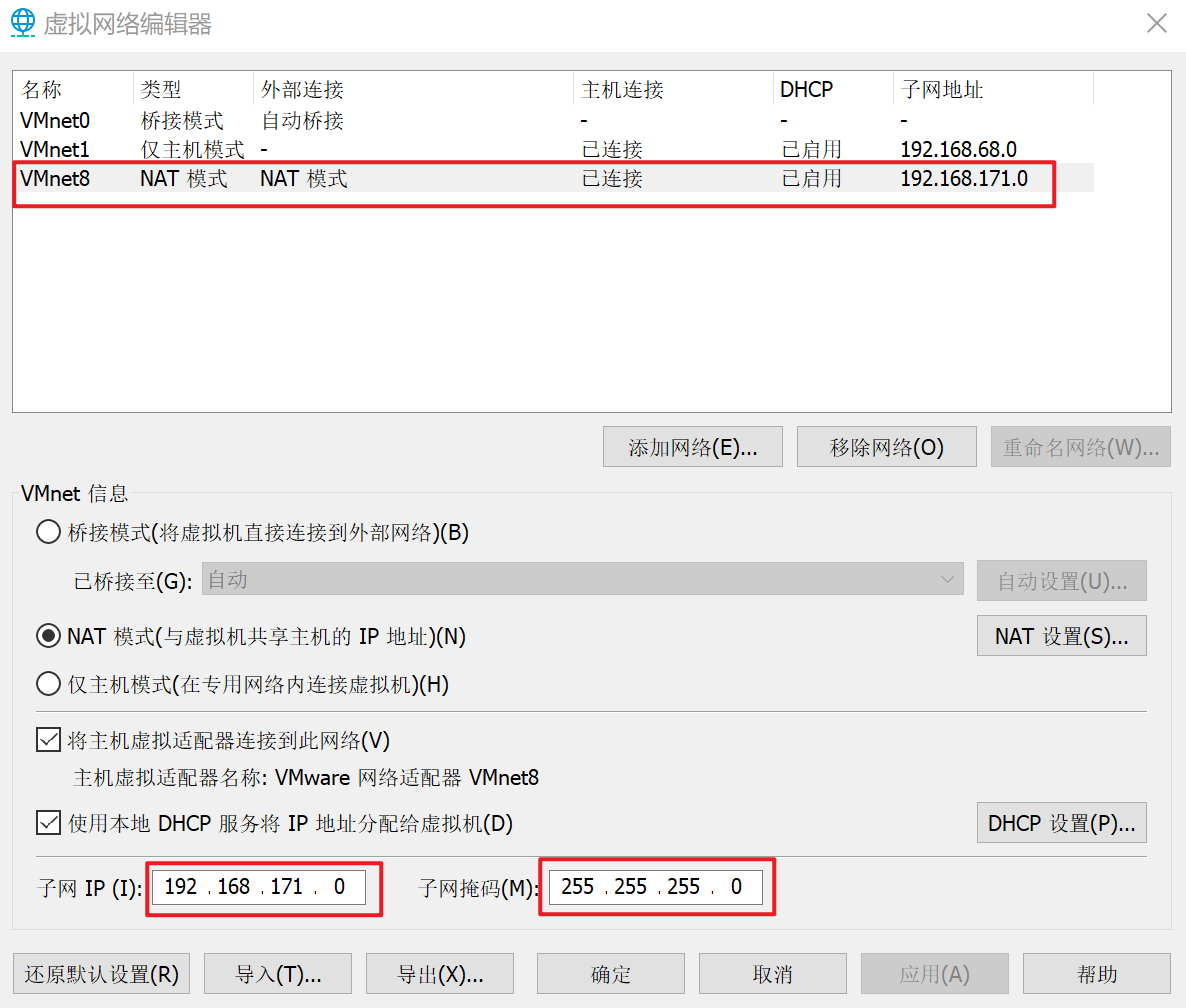 虚拟网络编辑器
名称 类型 外部连接 主机连接 DHCP 子网地址
VMnet0 桥接模式 自动桥接 - - -
VMnet1 仅主机模式 - 已连接 已启用 192.168.68.0
VMnet8 NAT 模式 NAT 模式 已连接 已启用 192.168.171.0
添加网络(E)... 移除网络(O) 重命名网络(W)...
VMnet 信息
桥接模式(将虚拟机直接连接到外部网络)(B)
已桥接至(G): 自动 自动设置(U)...
NAT 模式(与虚拟机共享主机的 IP 地址)(N) NAT 设置(S)...
仅主机模式(在专用网络内连接虚拟机)(H)
将主机虚拟适配器连接到此网络(V)
主机虚拟适配器名称: VMware 网络适配器 VMnet8
使用本地 DHCP 服务将 IP 地址分配给虚拟机(D) DHCP 设置(P)...
子网 IP (I): 192 . 168 . 171 . 0 子网掩码(M): 255 . 255 . 255 . 0
还原默认设置(R) 导入(T)... 导出(X)... 确定 取消 应用(A) 帮助